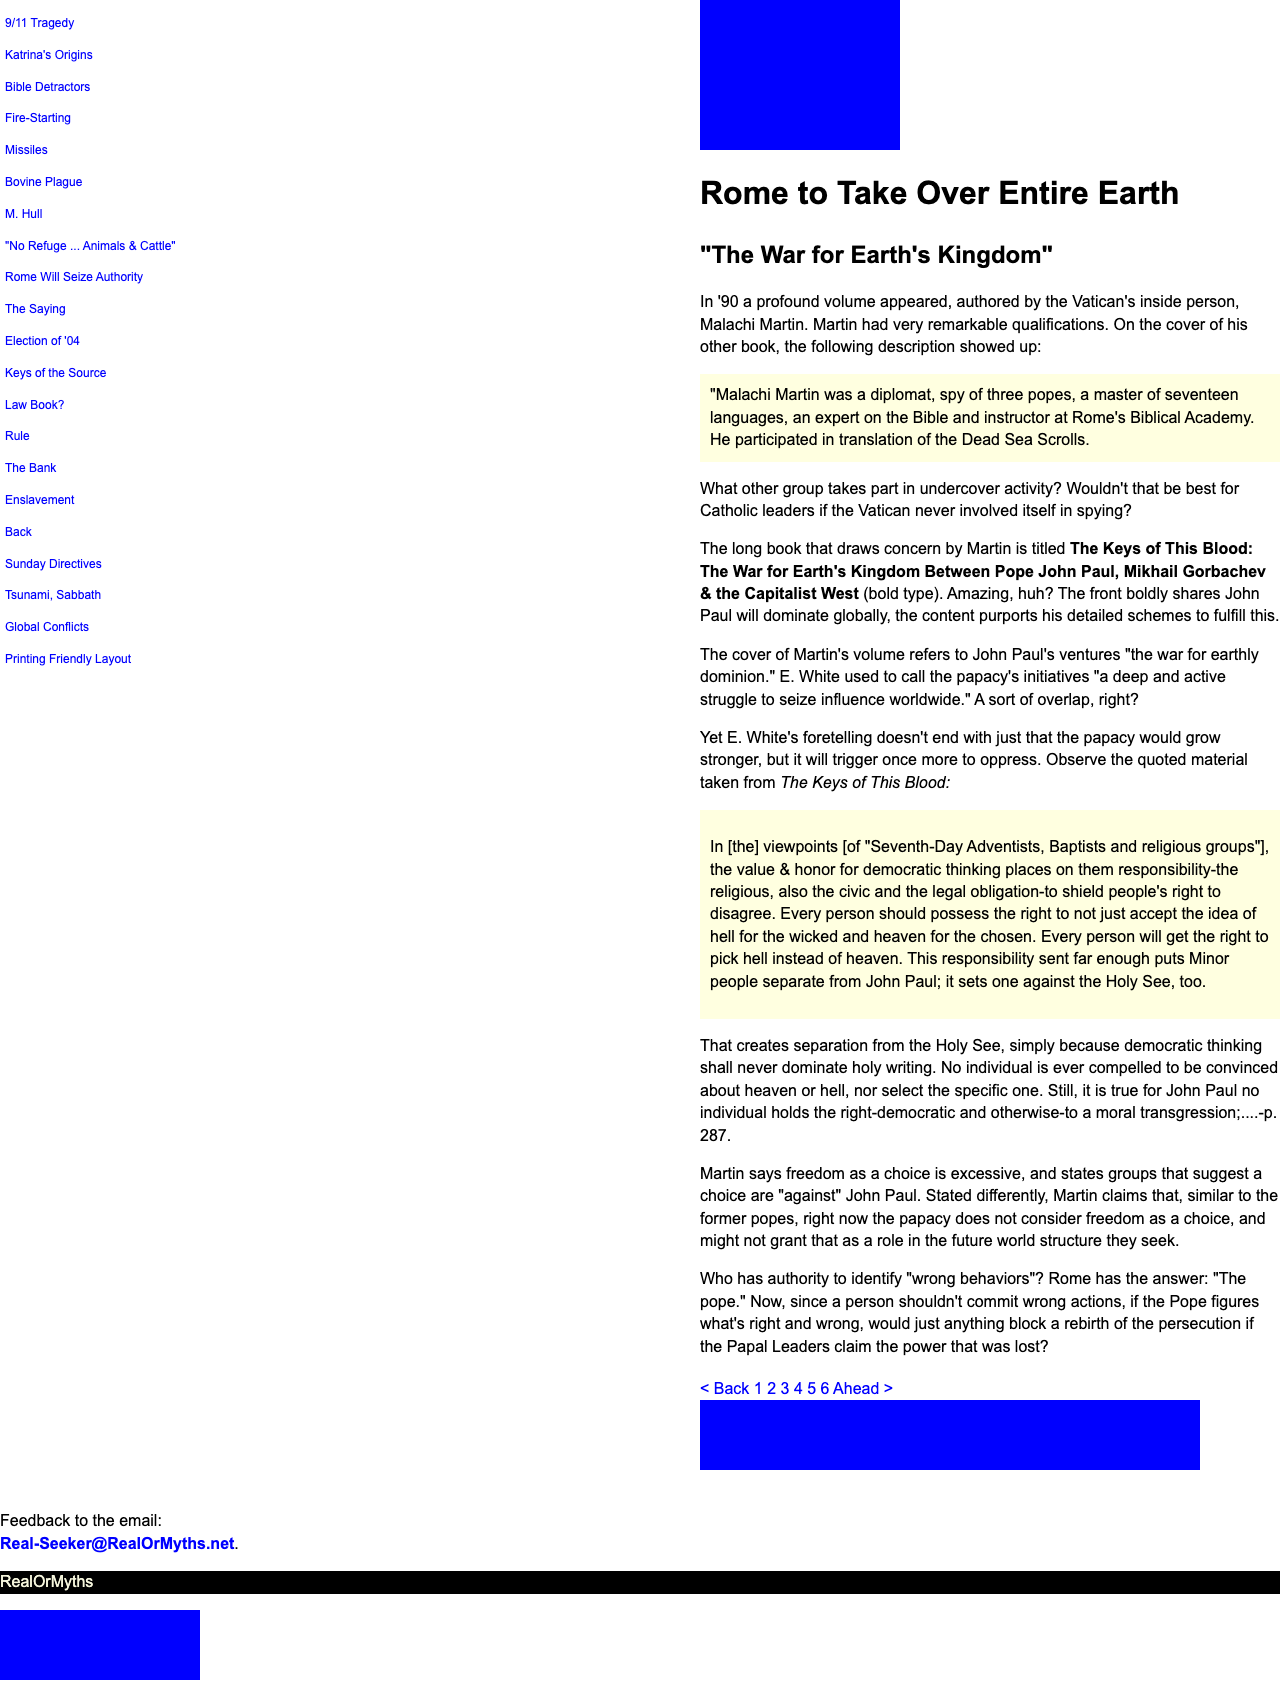 9/11 Tragedy
Katrina's Origins
Bible Detractors
Fire-Starting
Missiles
Bovine Plague
M. Hull
"No Refuge ... Animals & Cattle"
Rome Will Seize Authority
The Saying
Election of '04
Keys of the Source
Law Book?
Rule
The Bank
Enslavement
Back
Sunday Directives
Tsunami, Sabbath
Global Conflicts
Printing Friendly Layout
Rome to Take Over Entire Earth
"The War for Earth's Kingdom"
In '90 a profound volume appeared, authored by the Vatican's inside person,
Malachi Martin. Martin had very remarkable qualifications. On the cover of his
other book, the following description showed up:
"Malachi Martin was a diplomat, spy of three popes, a master of seventeen
languages, an expert on the Bible and instructor at Rome's Biblical Academy.
He participated in translation of the Dead Sea Scrolls.
What other group takes part in undercover activity? Wouldn't that be best for
Catholic leaders if the Vatican never involved itself in spying?
The long book that draws concern by Martin is titled The Keys of This Blood:
The War for Earth's Kingdom Between Pope John Paul, Mikhail Gorbachev
& the Capitalist West (bold type). Amazing, huh? The front boldly shares John
Paul will dominate globally, the content purports his detailed schemes to fulfill this.
The cover of Martin's volume refers to John Paul's ventures "the war for earthly
dominion." E. White used to call the papacy's initiatives "a deep and active
struggle to seize influence worldwide." A sort of overlap, right?
Yet E. White's foretelling doesn't end with just that the papacy would grow
stronger, but it will trigger once more to oppress. Observe the quoted material
taken from The Keys of This Blood:
In [the] viewpoints [of "Seventh-Day Adventists, Baptists and religious groups"],
the value & honor for democratic thinking places on them responsibility-the
religious, also the civic and the legal obligation-to shield people's right to
disagree. Every person should possess the right to not just accept the idea of
hell for the wicked and heaven for the chosen. Every person will get the right to
pick hell instead of heaven. This responsibility sent far enough puts Minor
people separate from John Paul; it sets one against the Holy See, too.
That creates separation from the Holy See, simply because democratic thinking
shall never dominate holy writing. No individual is ever compelled to be convinced
about heaven or hell, nor select the specific one. Still, it is true for John Paul no
individual holds the right-democratic and otherwise-to a moral transgression;....-p.
287.
Martin says freedom as a choice is excessive, and states groups that suggest a
choice are "against" John Paul. Stated differently, Martin claims that, similar to the
former popes, right now the papacy does not consider freedom as a choice, and
might not grant that as a role in the future world structure they seek.
Who has authority to identify "wrong behaviors"? Rome has the answer: "The
pope." Now, since a person shouldn't commit wrong actions, if the Pope figures
what's right and wrong, would just anything block a rebirth of the persecution if
the Papal Leaders claim the power that was lost?
< Back 1 2 3 4 5 6 Ahead >
Feedback to the email:
Real-Seeker@RealOrMyths.net.
RealOrMyths